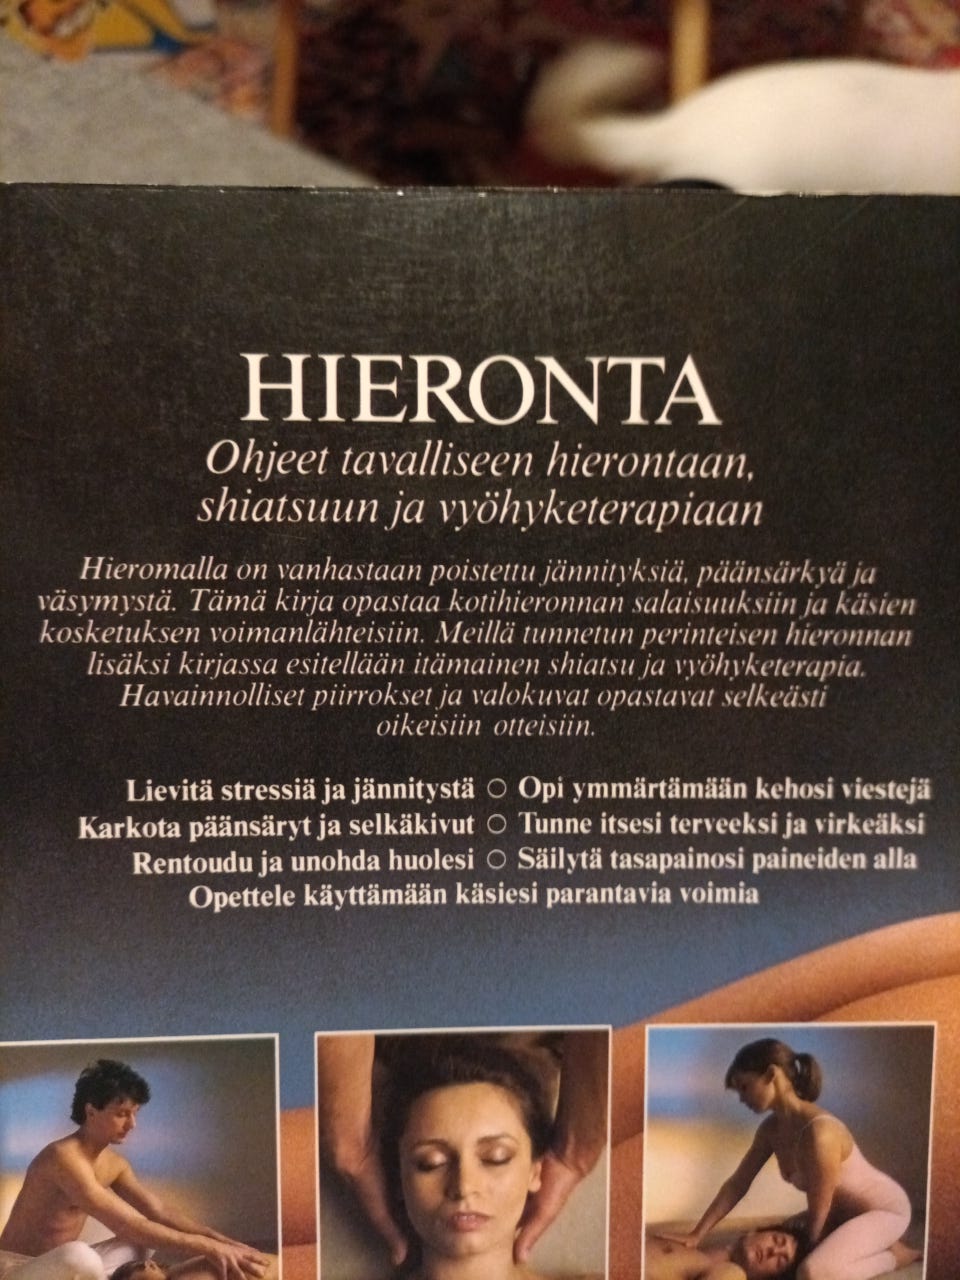 HIERONTA
Ohjeet tavalliseen hierontaan,
shiatsuun ja vyöhyketerapiaan
Hieromalla on vanhastaan poistettu jännityksiä, päänsärkyä ja
väsymystä. Tämä kirja opastaa kotihieronnan salaisuuksiin ja käsien
kosketuksen voimanlähteisiin. Meillä tunnetun perinteisen hieronnan
lisäksi kirjassa esitellään itämainen shiatsu ja vyöhyketerapia.
Havainnolliset piirrokset ja valokuvat opastavat selkeästi
oikeisiin otteisiin.
Lievitä stressiä ja jännitystä ○ Opi ymmärtämään kehosi viestejä
Karkota päänsäryt ja selkäkivut ○ Tunne itsesi terveeksi ja virkeäksi
Rentoudu ja unohda huolesi ○ Säilytä tasapainosi paineiden alla
Opettele käyttämään käsiesi parantavia voimia